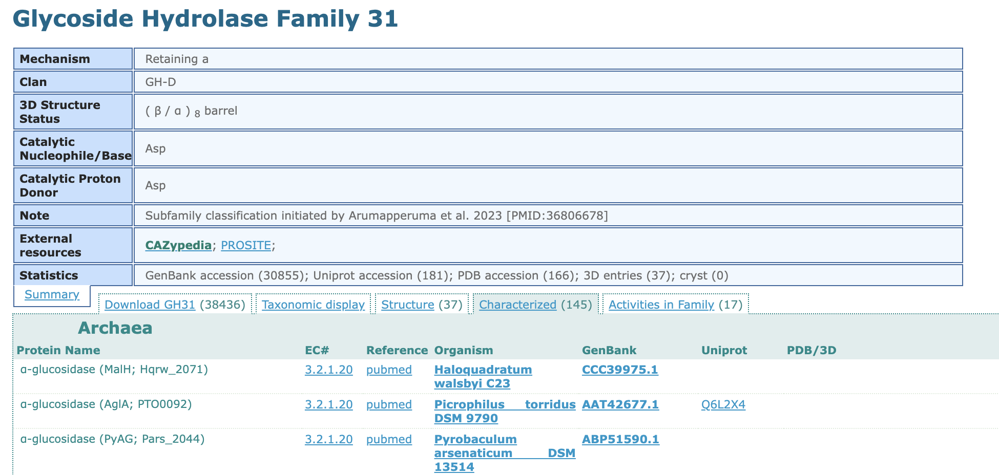 Glycoside Hydrolase Family 31
Mechanism Retaining a
Clan GH-D
3D Structure
Status
( β / α ) 8 barrel
Catalytic
Nucleophile/Base
Asp
Catalytic Proton
Donor
Asp
Note Subfamily classification initiated by Arumapperuma et al. 2023 [PMID:36806678]
External
resources
CAZypedia; PROSITE;
Statistics GenBank accession (30855); Uniprot accession (181); PDB accession (166); 3D entries (37); cryst (0)
Summary
Download GH31 (38436) Taxonomic display Structure (37) Characterized (145) Activities in Family (17)
Archaea
Protein Name EC# Reference Organism GenBank Uniprot PDB/3D
α-glucosidase (MalH; Hqrw_2071) 3.2.1.20 pubmed Haloquadratum CCC39975.1
walsbyi C23
α-glucosidase (AglA; PTO0092) 3.2.1.20 pubmed Picrophilus torridus AAT42677.1 Q6L2X4
DSM 9790
α-glucosidase (PyAG; Pars_2044) 3.2.1.20 pubmed Pyrobaculum ABP51590.1
arsenaticum DSM
13514